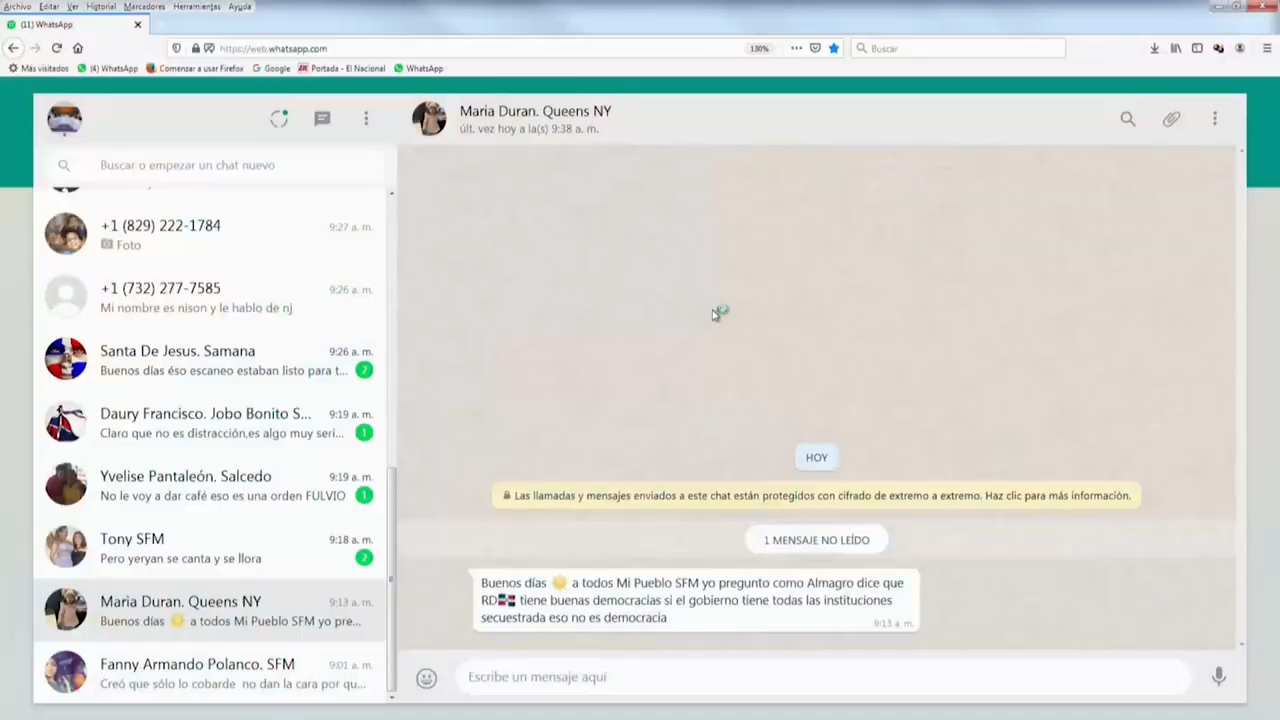 Archivo Editar Ver Historial Marcadores Herramientas Ayuda
(11) WhatsApp
https://web.whatsapp.com
130%
Buscar
Más visitados (4) WhatsApp Comenzar a usar Firefox Google Portada - El Nacional WhatsApp
Buscar o empezar un chat nuevo
+1 (829) 222-1784 9:27 a. m.
Foto
+1 (732) 277-7585 9:26 a. m.
Mi nombre es nison y le hablo de nj
Santa De Jesus. Samana 9:26 a. m.
Buenos días éso escaneo estaban listo para t... 2
Daury Francisco. Jobo Bonito S... 9:19 a. m.
Claro que no es distracción,es algo muy seri... 1
Yvelise Pantaleón. Salcedo 9:19 a. m.
No le voy a dar café eso es una orden FULVIO 1
Tony SFM 9:18 a. m.
Pero yeryan se canta y se llora 2
Maria Duran. Queens NY 9:13 a. m.
Buenos días ☀️ a todos Mi Pueblo SFM yo pre...
Fanny Armando Polanco. SFM 9:01 a. m.
Creó que sólo lo cobarde no dan la cara por qu...
Maria Duran. Queens NY
últ. vez hoy a la(s) 9:38 a. m.
HOY
Las llamadas y mensajes enviados a este chat están protegidos con cifrado de extremo a extremo. Haz clic para más información.
1 MENSAJE NO LEÍDO
Buenos días ☀️ a todos Mi Pueblo SFM yo pregunto como Almagro dice que
RD🇩🇴 tiene buenas democracias si el gobierno tiene todas las instituciones
secuestrada eso no es democracia
9:13 a. m.
Escribe un mensaje aquí